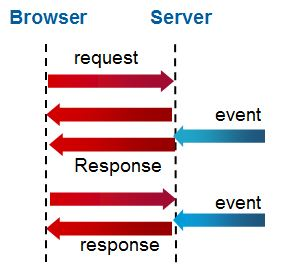 Browser Server
request
event
Response
event
response